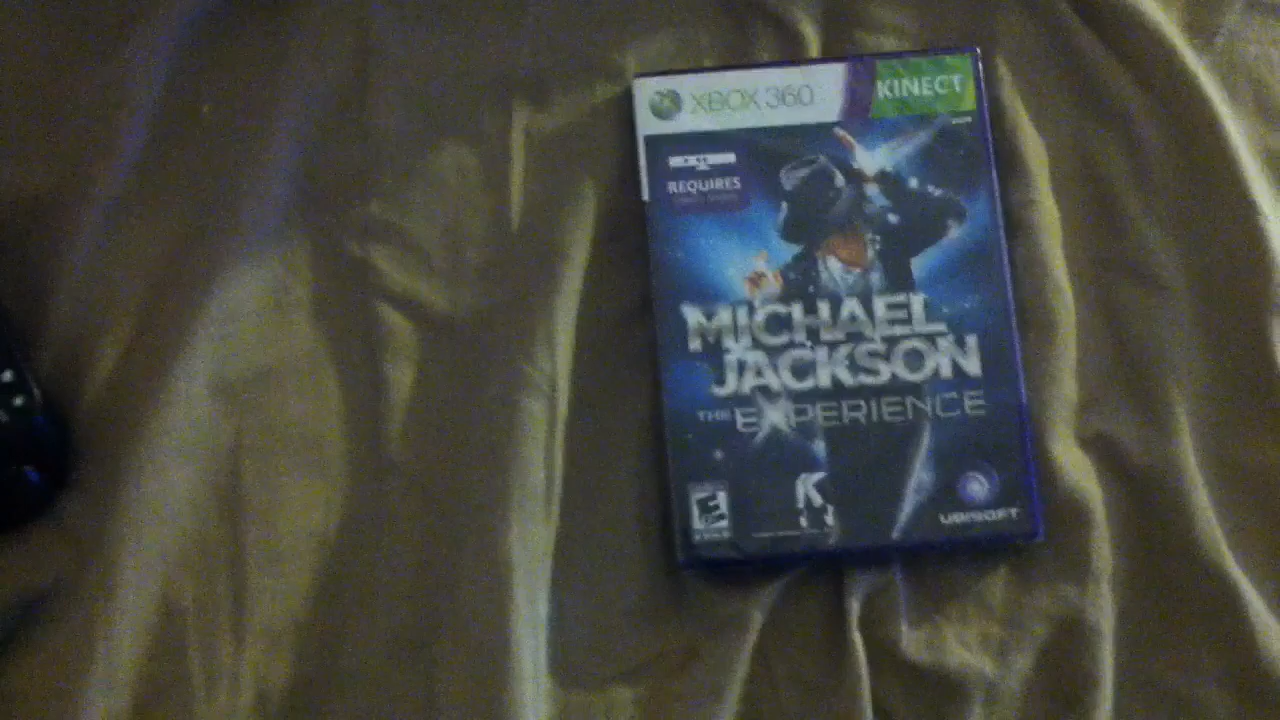 XBOX 360
KINECT
REQUIRES
MICHAEL
JACKSON
THE EXPERIENCE
E
UBISOFT